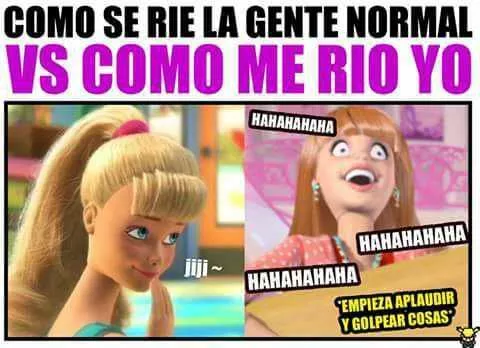 COMO SE RIE LA GENTE NORMAL
VS COMO ME RIO YO
HAHAHAHAHA
jiji ~
HAHAHAHAHA
HAHAHAHAHA
*EMPIEZA APLAUDIR
Y GOLPEAR COSAS*